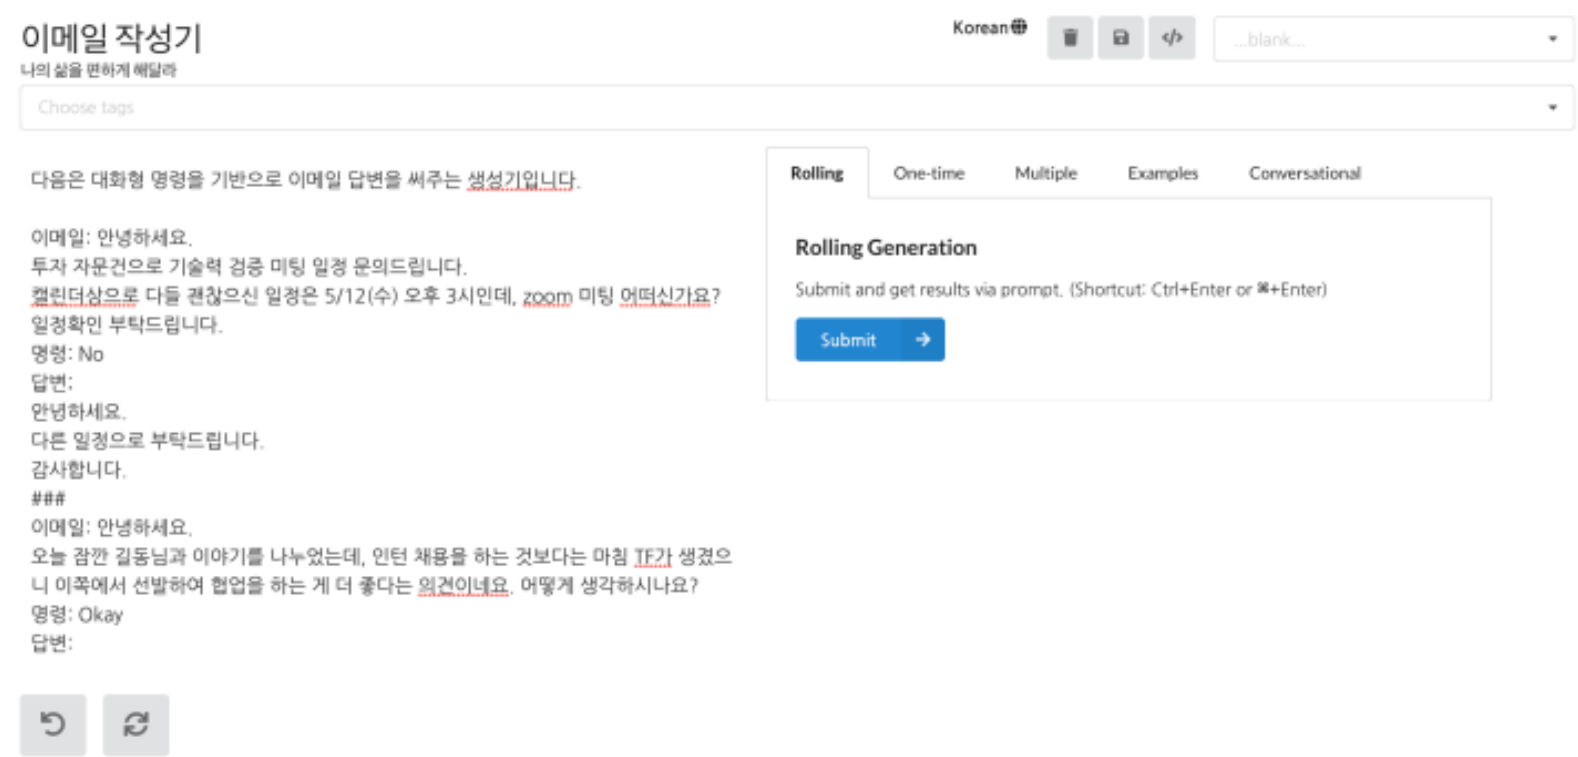 이메일 작성기
나의 삶을 편하게 해달라
Korean
...blank...
Choose tags
다음은 대화형 명령을 기반으로 이메일 답변을 써주는 생성기입니다.
이메일: 안녕하세요.
투자 자문건으로 기술력 검증 미팅 일정 문의드립니다.
캘린더상으로 다들 괜찮으신 일정은 5/12(수) 오후 3시인데, zoom 미팅 어떠신가요?
일정확인 부탁드립니다.
명령: No
답변:
안녕하세요.
다른 일정으로 부탁드립니다.
감사합니다.
###
이메일: 안녕하세요.
오늘 잠깐 길동님과 이야기를 나누었는데, 인턴 채용을 하는 것보다는 마침 TF가 생겼으
니 이쪽에서 선발하여 협업을 하는 게 더 좋다는 의견이네요. 어떻게 생각하시나요?
명령: Okay
답변:
Rolling One-time Multiple Examples Conversational
Rolling Generation
Submit and get results via prompt. (Shortcut: Ctrl+Enter or ⌘+Enter)
Submit